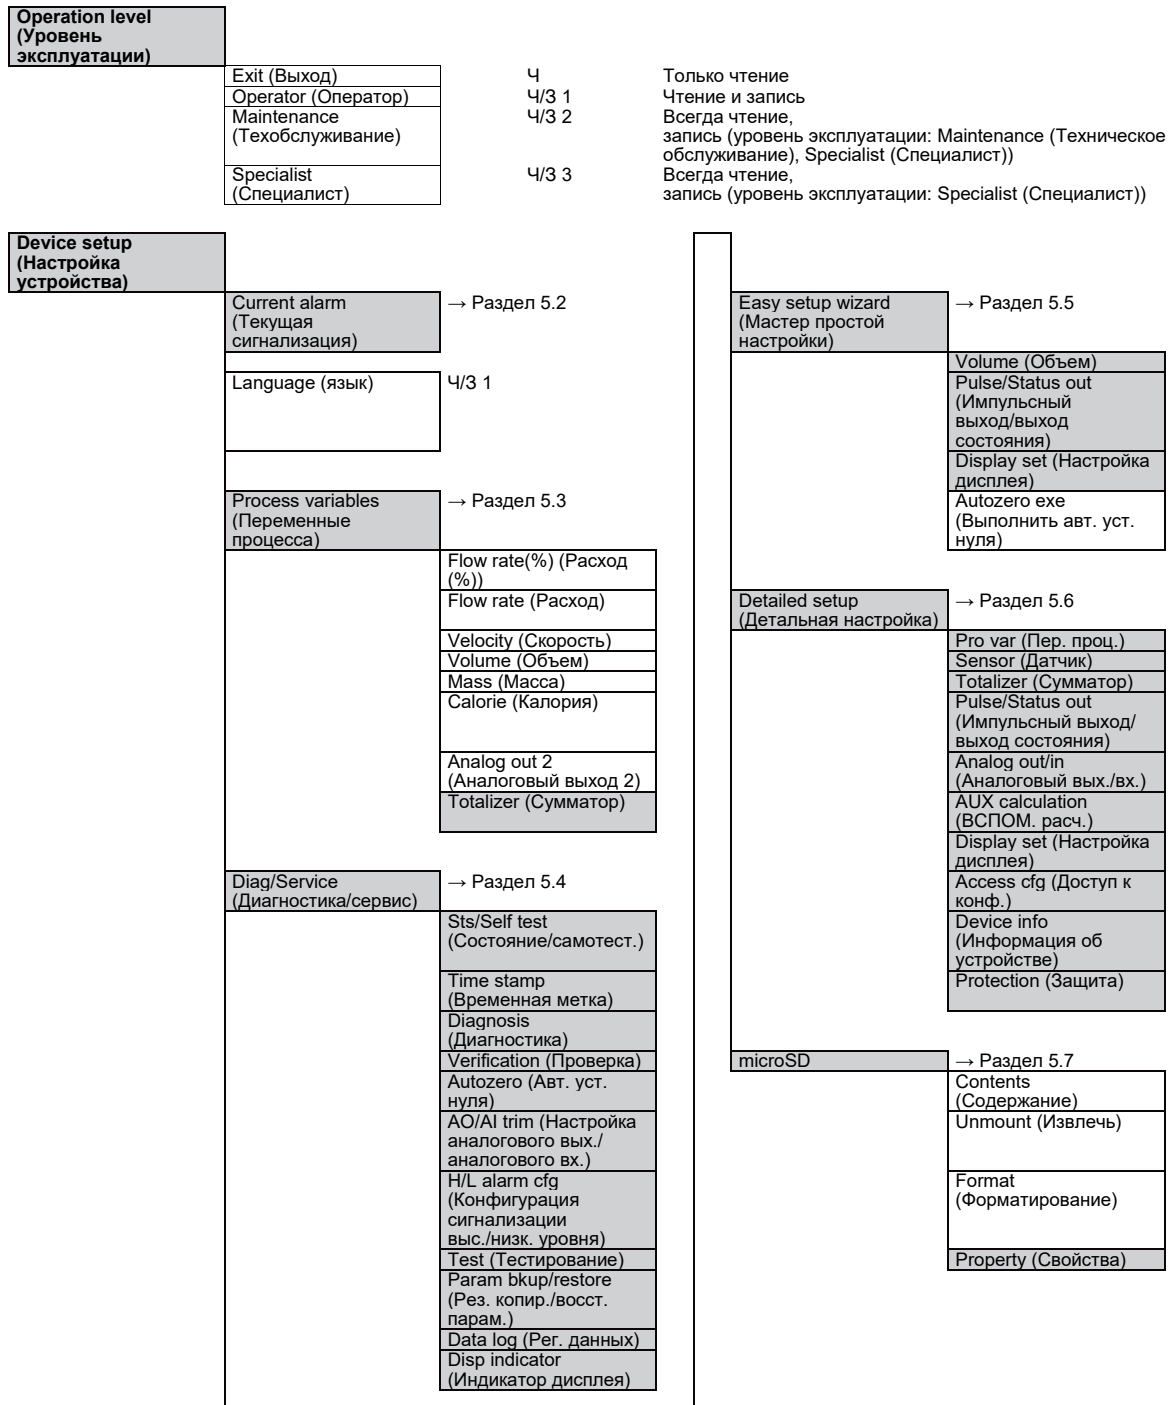 Operation level
(Уровень
эксплуатации)
Exit (Выход) Ч Только чтение
Operator (Оператор) Ч/З 1 Чтение и запись
Maintenance Ч/З 2 Всегда чтение,
(Техобслуживание) запись (уровень эксплуатации: Maintenance (Техническое
обслуживание), Specialist (Специалист))
Specialist Ч/З 3 Всегда чтение,
(Специалист) запись (уровень эксплуатации: Specialist (Специалист))
Device setup
(Настройка
устройства)
Current alarm → Раздел 5.2
(Текущая
сигнализация)
Language (язык) Ч/З 1
Process variables → Раздел 5.3
(Переменные
процесса)
Flow rate(%) (Расход
(%))
Flow rate (Расход)
Velocity (Скорость)
Volume (Объем)
Mass (Масса)
Calorie (Калория)
Analog out 2
(Аналоговый выход 2)
Totalizer (Сумматор)
Diag/Service → Раздел 5.4
(Диагностика/сервис)
Sts/Self test
(Состояние/самотест.)
Time stamp
(Временная метка)
Diagnosis
(Диагностика)
Verification (Проверка)
Autozero (Авт. уст.
нуля)
AO/AI trim (Настройка
аналогового вых./
аналогового вх.)
H/L alarm cfg
(Конфигурация
сигнализации
выс./низк. уровня)
Test (Тестирование)
Param bkup/restore
(Рез. копир./восст.
парам.)
Data log (Рег. данных)
Disp indicator
(Индикатор дисплея)
Easy setup wizard → Раздел 5.5
(Мастер простой
настройки)
Volume (Объем)
Pulse/Status out
(Импульсный
выход/выход
состояния)
Display set (Настройка
дисплея)
Autozero exe
(Выполнить авт. уст.
нуля)
Detailed setup → Раздел 5.6
(Детальная настройка)
Pro var (Пер. проц.)
Sensor (Датчик)
Totalizer (Сумматор)
Pulse/Status out
(Импульсный выход/
выход состояния)
Analog out/in
(Аналоговый вых./вх.)
AUX calculation
(ВСПОМ. расч.)
Display set (Настройка
дисплея)
Access cfg (Доступ к
конф.)
Device info
(Информация об
устройстве)
Protection (Защита)
microSD → Раздел 5.7
Contents
(Содержание)
Unmount (Извлечь)
Format
(Форматирование)
Property (Свойства)